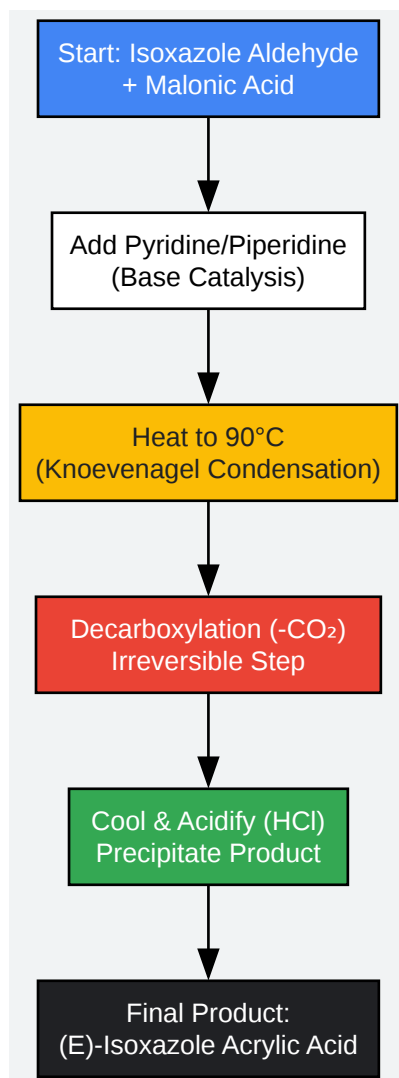 Start: Isoxazole Aldehyde
+ Malonic Acid
Add Pyridine/Piperidine
(Base Catalysis)
Heat to 90°C
(Knoevenagel Condensation)
Decarboxylation (-CO₂)
Irreversible Step
Cool & Acidify (HCl)
Precipitate Product
Final Product:
(E)-Isoxazole Acrylic Acid